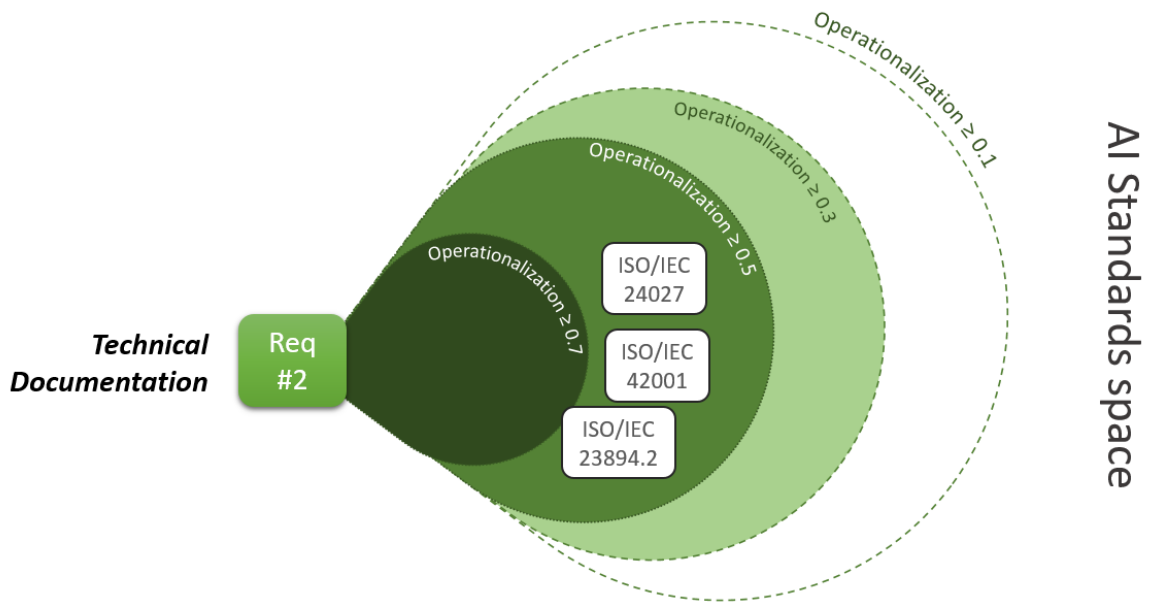 Technical
Documentation
Req
#2
Operationalization ≥ 0.7
Operationalization ≥ 0.5
Operationalization ≥ 0.3
Operationalization ≥ 0.1
ISO/IEC
24027
ISO/IEC
42001
ISO/IEC
23894.2
AI Standards space